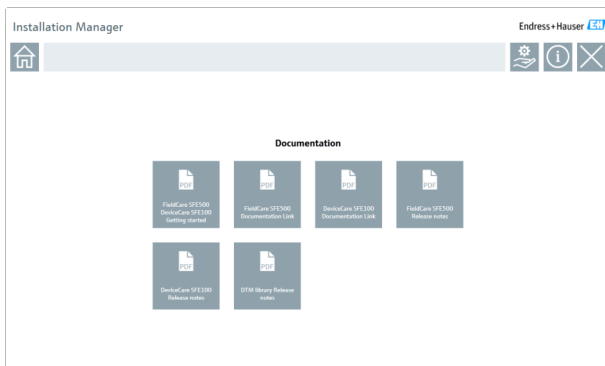 Installation Manager
Endress+Hauser EH
Documentation
PDF
FieldCare SFE500
DeviceCare SFE100
Getting started
PDF
FieldCare SFE500
Documentation Link
PDF
DeviceCare SFE100
Documentation Link
PDF
FieldCare SFE500
Release notes
PDF
DeviceCare SFE100
Release notes
PDF
DTM library Release
notes